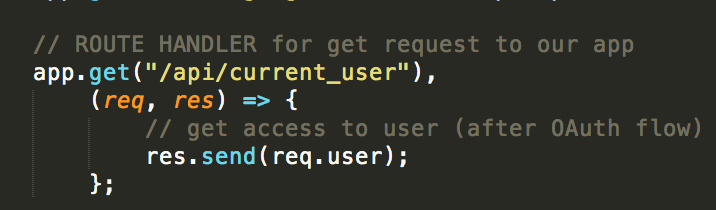 // ROUTE HANDLER for get request to our app
app.get("/api/current_user"),
(req, res) => {
// get access to user (after OAuth flow)
res.send(req.user);
};